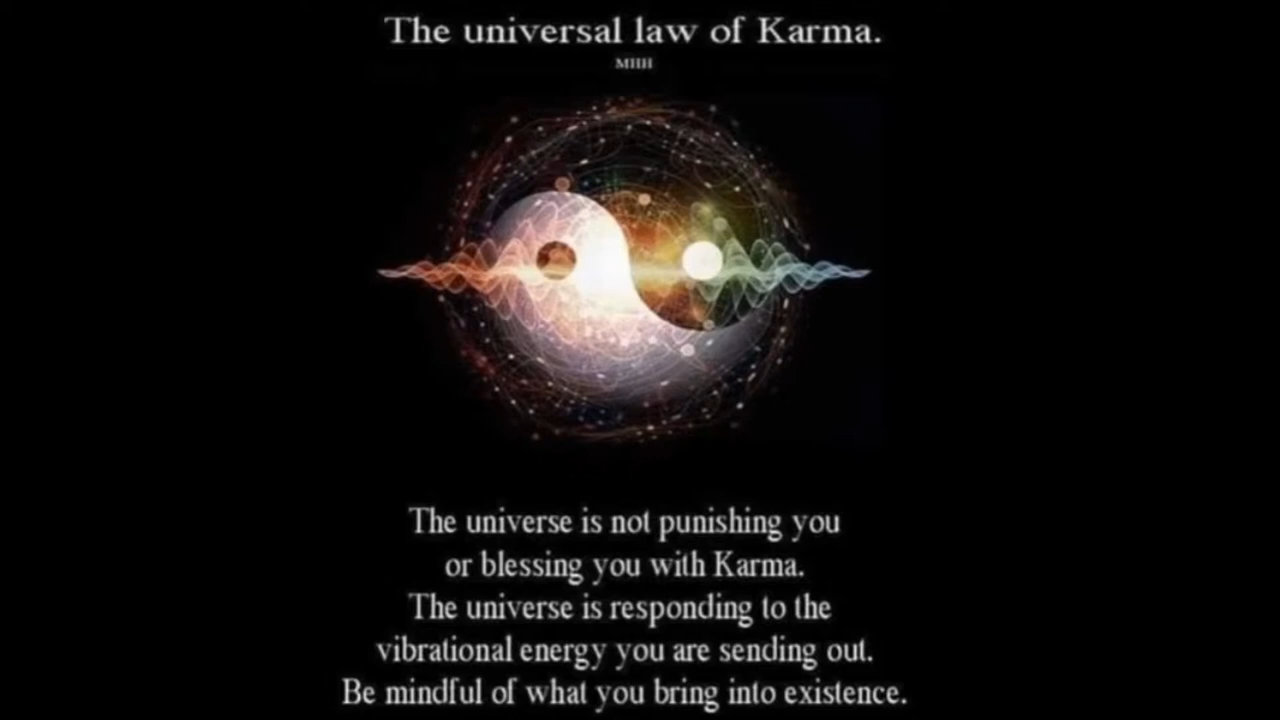 The universal law of Karma.
MHH
The universe is not punishing you
or blessing you with Karma.
The universe is responding to the
vibrational energy you are sending out.
Be mindful of what you bring into existence.